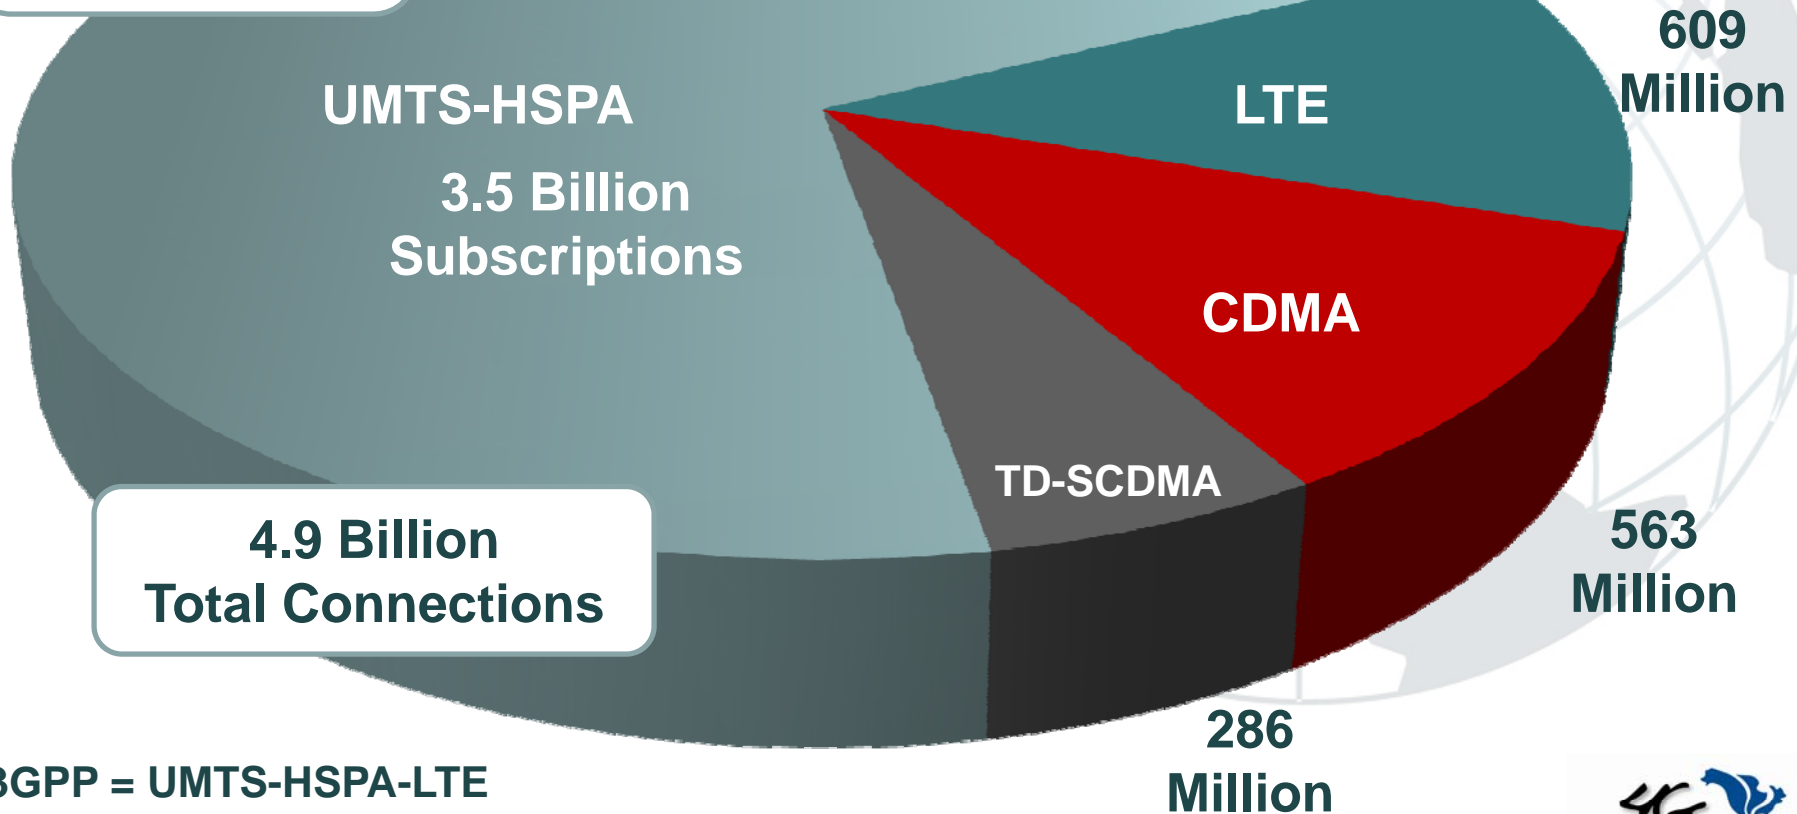 609
Million
UMTS-HSPA
LTE
3.5 Billion
Subscriptions
CDMA
TD-SCDMA
4.9 Billion
Total Connections
563
Million
286
Million
3GPP = UMTS-HSPA-LTE
4G